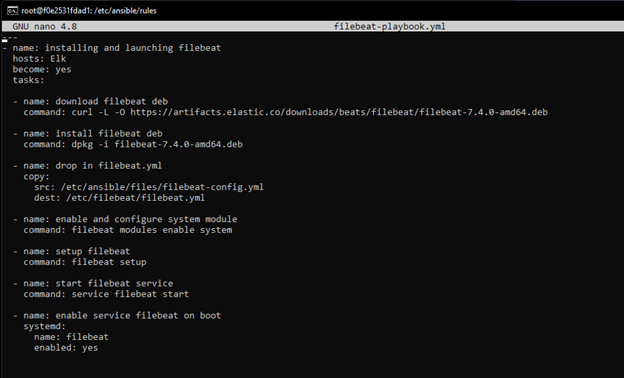 root@f0e2531fdad1: /etc/ansible/rules
GNU nano 4.8 filebeat-playbook.yml
---
- name: installing and launching filebeat
  hosts: Elk
  become: yes
  tasks:

  - name: download filebeat deb
    command: curl -L -O https://artifacts.elastic.co/downloads/beats/filebeat/filebeat-7.4.0-amd64.deb

  - name: install filebeat deb
    command: dpkg -i filebeat-7.4.0-amd64.deb

  - name: drop in filebeat.yml
    copy:
      src: /etc/ansible/files/filebeat-config.yml
      dest: /etc/filebeat/filebeat.yml

  - name: enable and configure system module
    command: filebeat modules enable system

  - name: setup filebeat
    command: filebeat setup

  - name: start filebeat service
    command: service filebeat start

  - name: enable service filebeat on boot
    systemd:
      name: filebeat
      enabled: yes